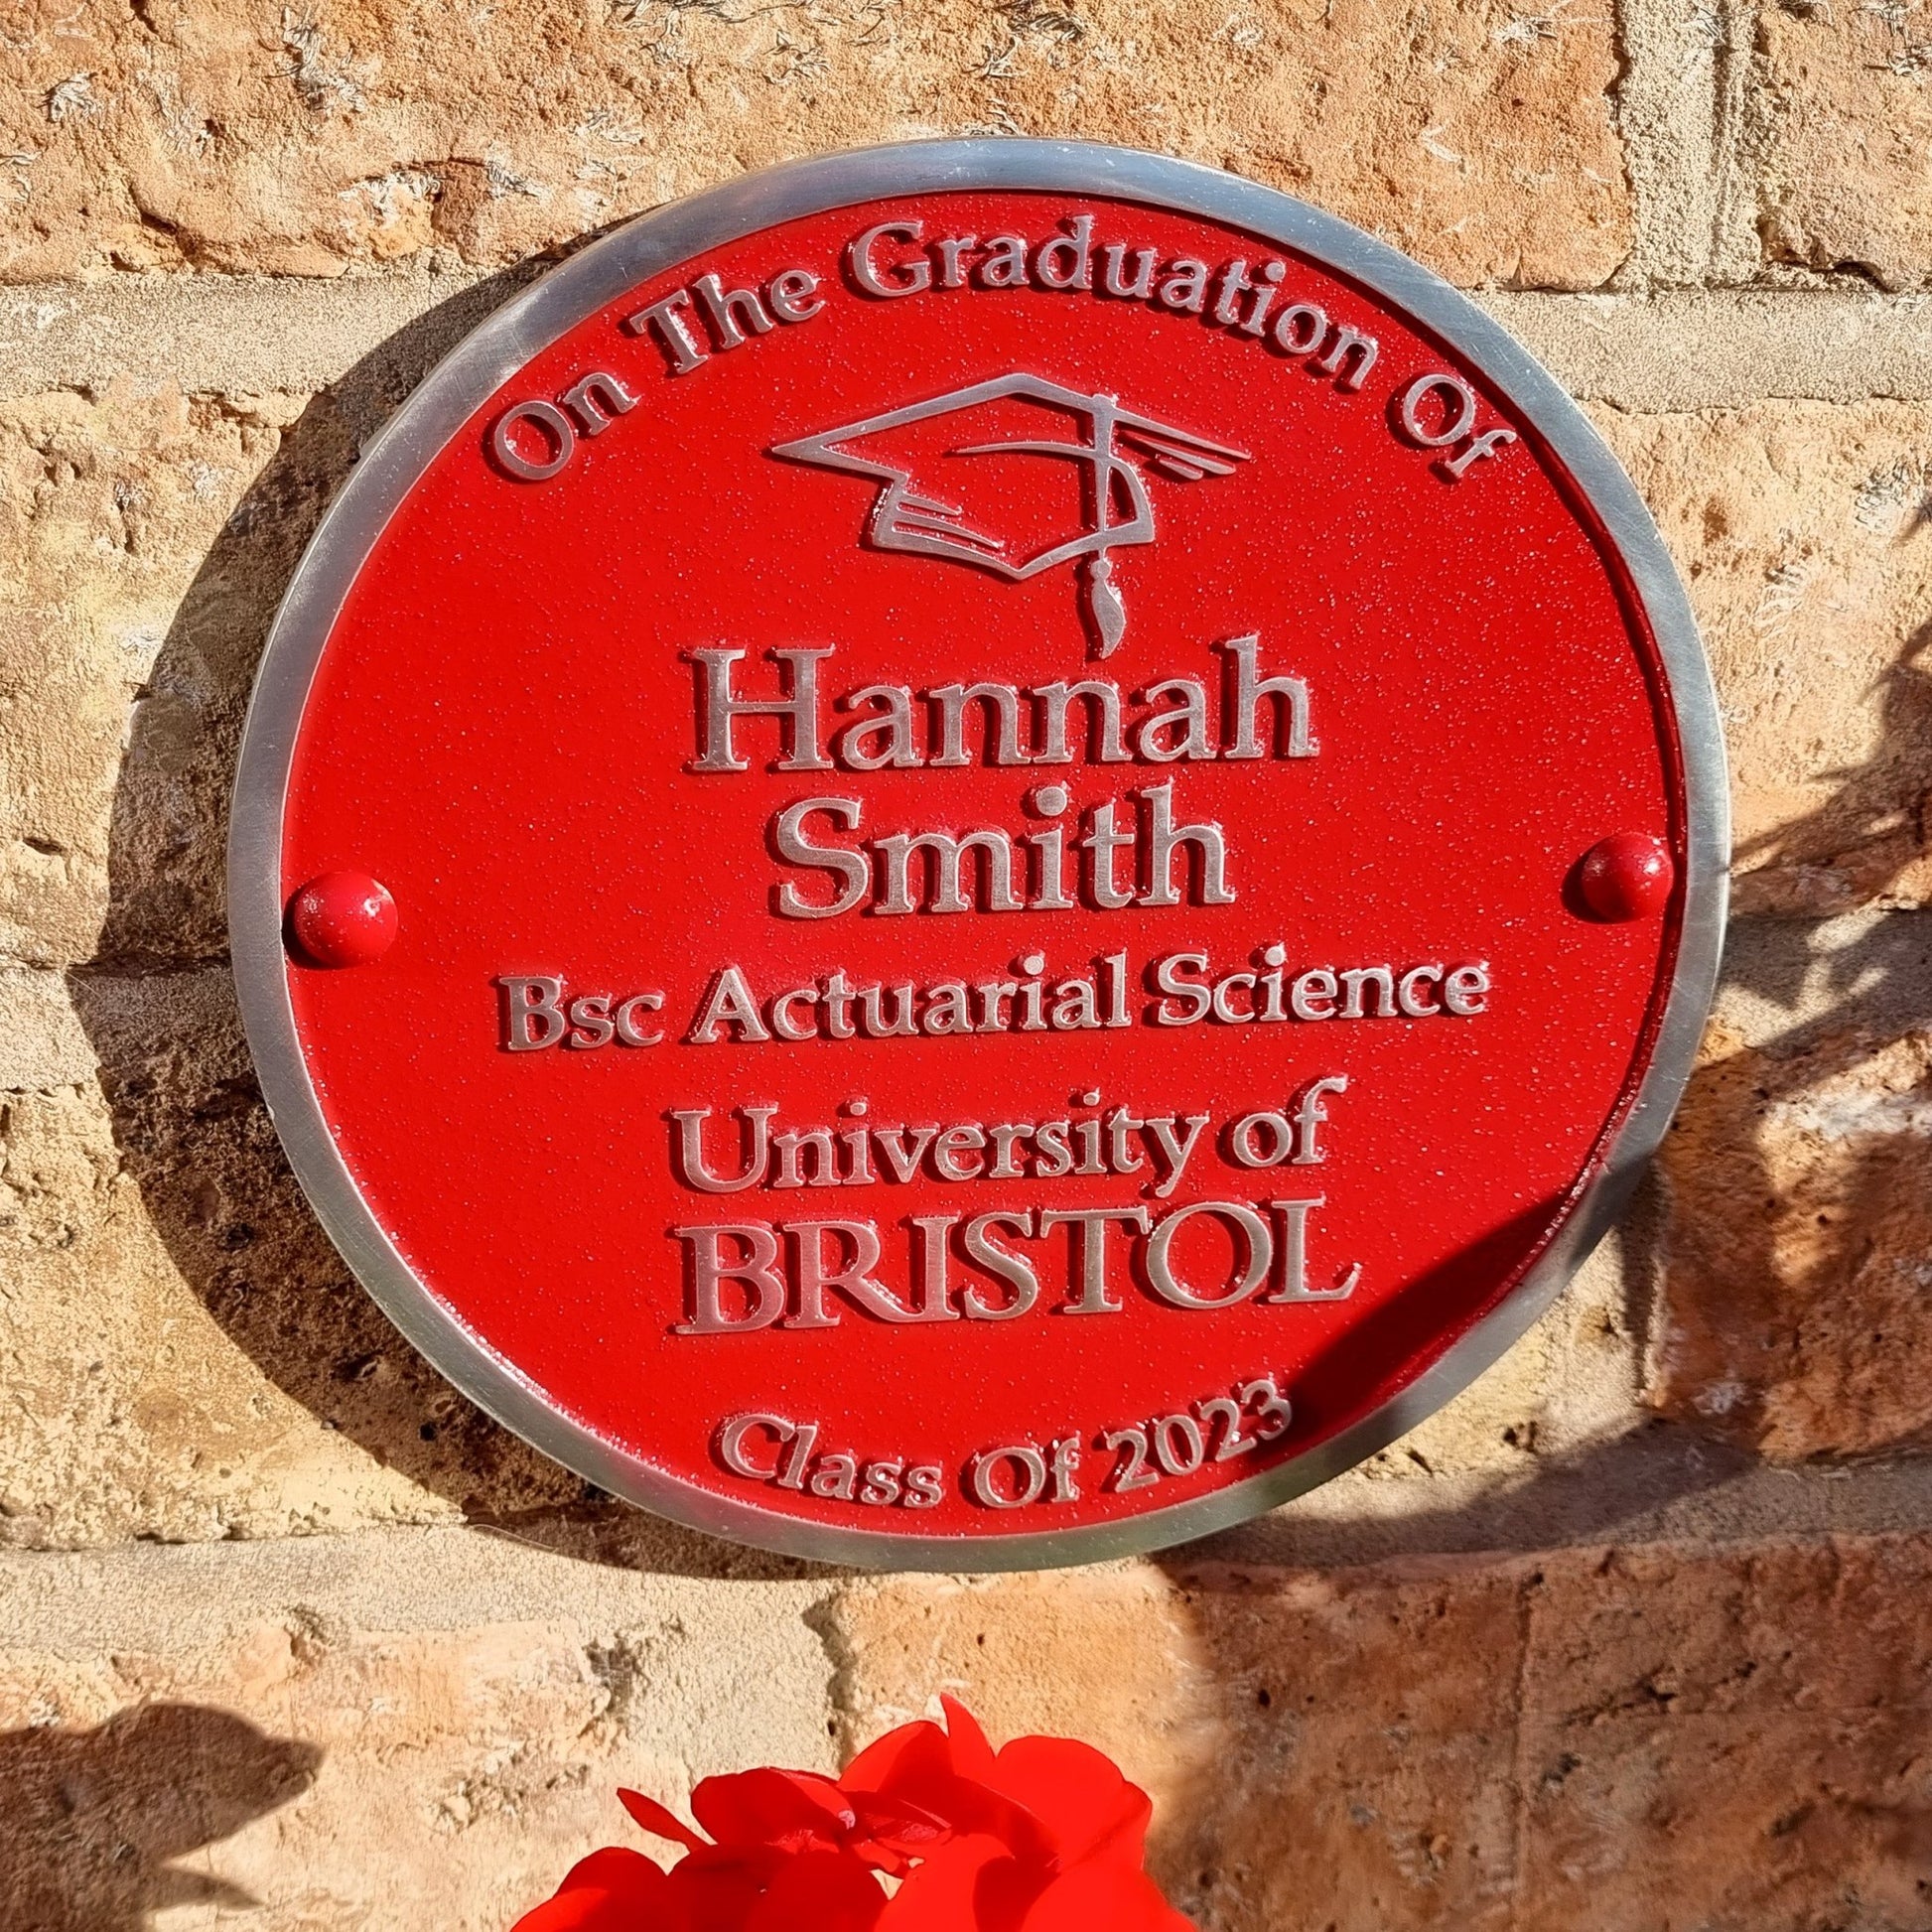 On The Graduation Of
Hannah
Smith
Bsc Actuarial Science
University of
BRISTOL
Class Of 2023